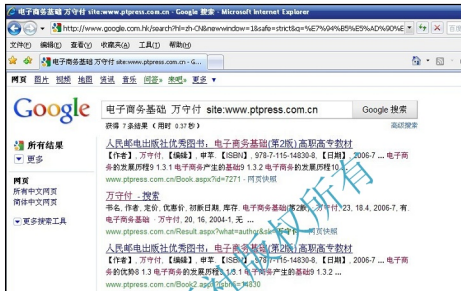 电子商务基础 万守付 site:www.ptpress.com.cn - Google 搜索 - Microsoft Internet Explorer
http://www.google.com.hk/search?hl=zh-CN&newwindow=1&safe=strict&q=%E7%94%B5%E5%AD%90%E
文件(F) 编辑(E) 查看(V) 收藏夹(A) 工具(T) 帮助(H)
电子商务基础 万守付 site:www.ptpress.com.cn - G...
网页 图片 视频 地图 资讯 音乐 问答 来吧 更多
Google
电子商务基础 万守付 site:www.ptpress.com.cn
Google 搜索
获得 7 条结果 (用时 0.37 秒)
高级搜索
所有结果
更多
网页
所有中文网页
简体中文网页
更多搜索工具
人民邮电出版社优秀图书，电子商务基础(第2版)高职高专教材
【作者】, 万守付, 【编辑】, 申苹. 【ISBN】, 978-7-115-14830-8, 【日期】, 2006-7 ... 电子商
务的发展历程9 1.3.1 电子商务产生的基础9 1.3.2 电子商务的发展历程10 ...
www.ptpress.com.cn/Book.aspx?id=7271 - 网页快照
万守付 - 搜索
书名, 作者, 定价, 优惠价, 初版日期, 库存. 电子商务基础(第2版), 万守付, 23, 18.4, 2006-7, 有.
电子商务基础, 万守付, 20, 16, 2004-1, 无 ...
www.ptpress.com.cn/Result.aspx?what=author&sk=万守付 - 网页快照
人民邮电出版社优秀图书，电子商务基础(第2版)高职高专教材
【作者】, 万守付, 【编辑】, 申苹. 【ISBN】, 978-7-115-14830-8, 【日期】, 2006-7 ... 电子商
务的优势8 1.3 电子商务的发展历程9 1.3.1 电子商务产生的基础9 1.3.2 ...
www.ptpress.com.cn/Book2.aspx?isbn6=14830
社版权所有